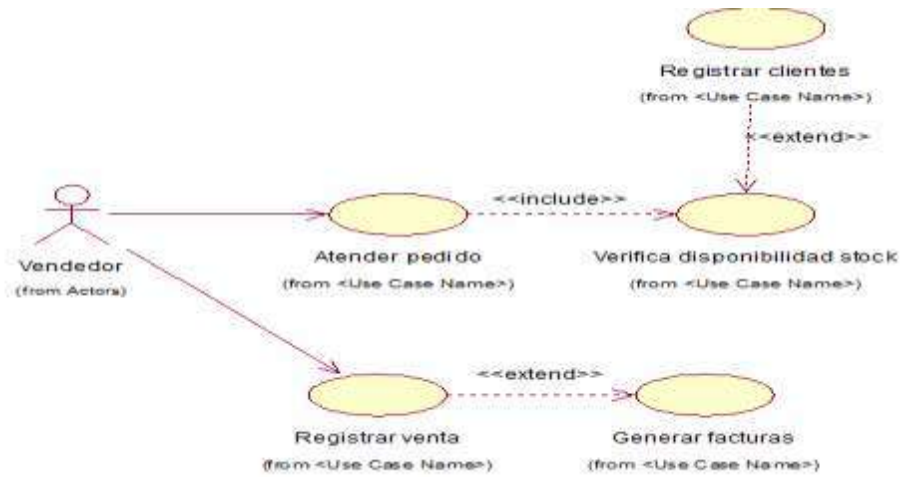 Registrar clientes
(from <Use Case Name>)
<<extend>>
<<include>>
Vendedor
(from Actors)
Atender pedido
(from <Use Case Name>)
Verifica disponibilidad stock
(from <Use Case Name>)
<<extend>>
Registrar venta
(from <Use Case Name>)
Generar facturas
(from <Use Case Name>)